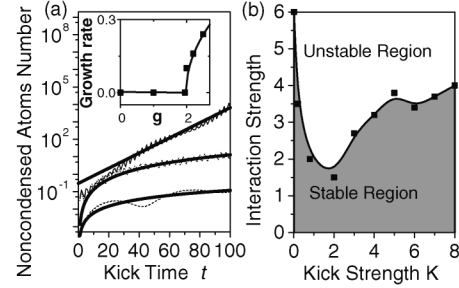 (a)
Noncondensed Atoms Number
10^8
10^5
10^2
10^-1
0 20 40 60 80 100
Kick Time t
Growth rate
0.3
0.0
0 g 2
(b)
Interaction Strength
6
5
4
3
2
1
0
Unstable Region
Stable Region
0 2 4 6 8
Kick Strength K